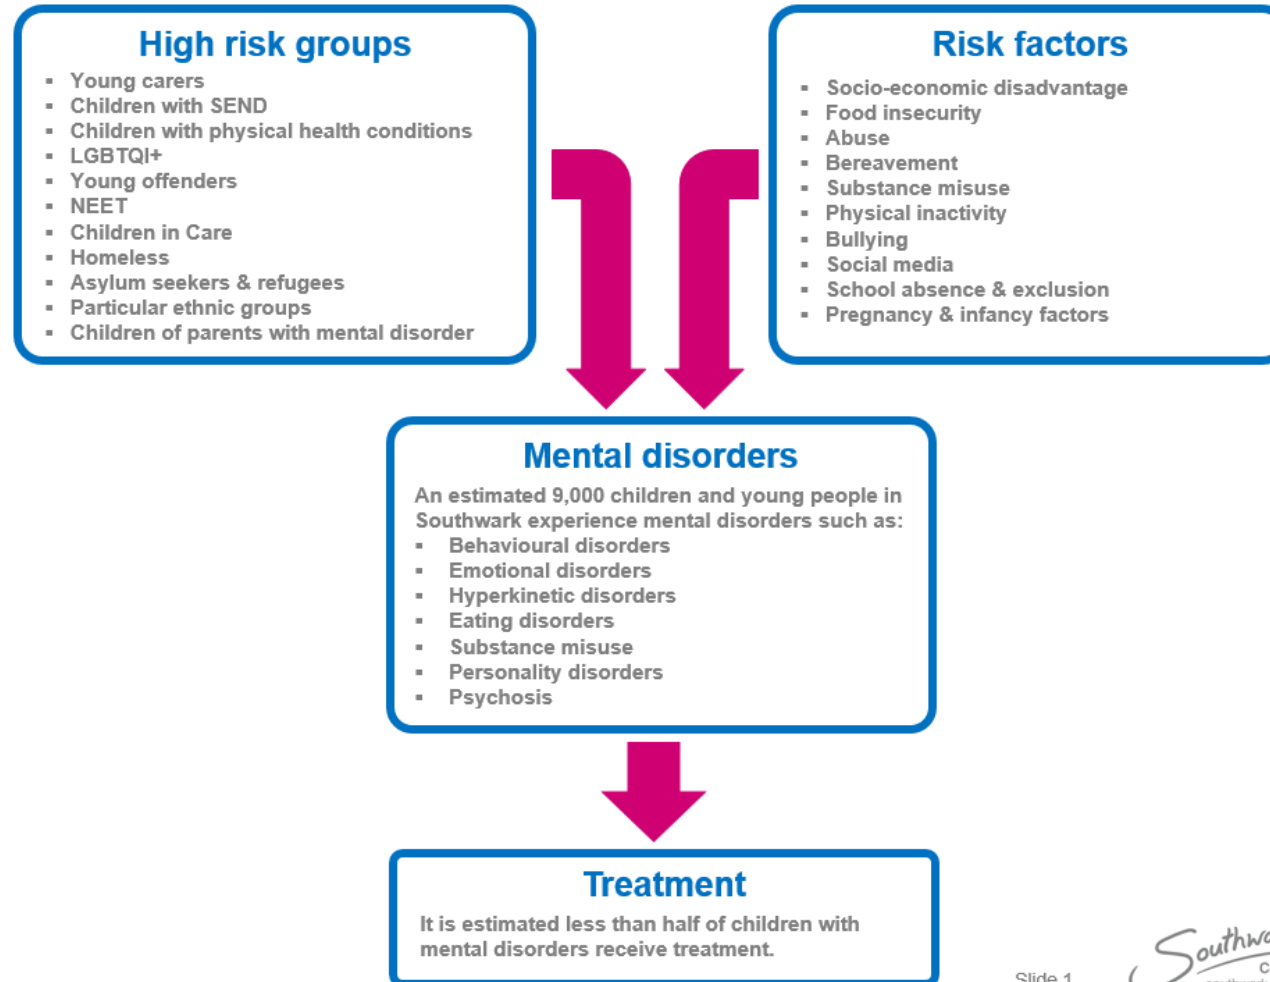 High risk groups
▪ Young carers
▪ Children with SEND
▪ Children with physical health conditions
▪ LGBTQI+
▪ Young offenders
▪ NEET
▪ Children in Care
▪ Homeless
▪ Asylum seekers & refugees
▪ Particular ethnic groups
▪ Children of parents with mental disorder
Risk factors
▪ Socio-economic disadvantage
▪ Food insecurity
▪ Abuse
▪ Bereavement
▪ Substance misuse
▪ Physical inactivity
▪ Bullying
▪ Social media
▪ School absence & exclusion
▪ Pregnancy & infancy factors
Mental disorders
An estimated 9,000 children and young people in
Southwark experience mental disorders such as:
▪ Behavioural disorders
▪ Emotional disorders
▪ Hyperkinetic disorders
▪ Eating disorders
▪ Substance misuse
▪ Personality disorders
▪ Psychosis
Treatment
It is estimated less than half of children with
mental disorders receive treatment.
Slide 1